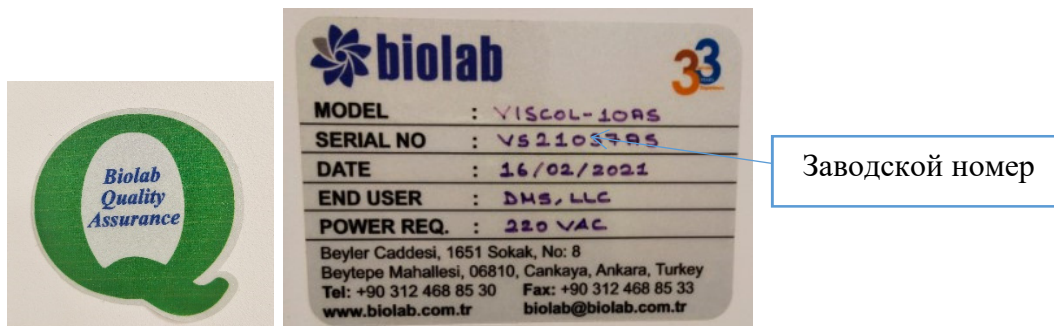 Biolab
Quality
Assurance
biolab
33
MODEL : VISCOL-10AS
SERIAL NO :
DATE : 16/02/2021
END USER : DMS, LLC
POWER REQ. : 220 VAC
Beyler Caddesi, 1651 Sokak, No: 8
Beytepe Mahallesi, 06810, Cankaya, Ankara, Turkey
Tel: +90 312 468 85 30 Fax: +90 312 468 85 33
www.biolab.com.tr biolab@biolab.com.tr
Заводской номер